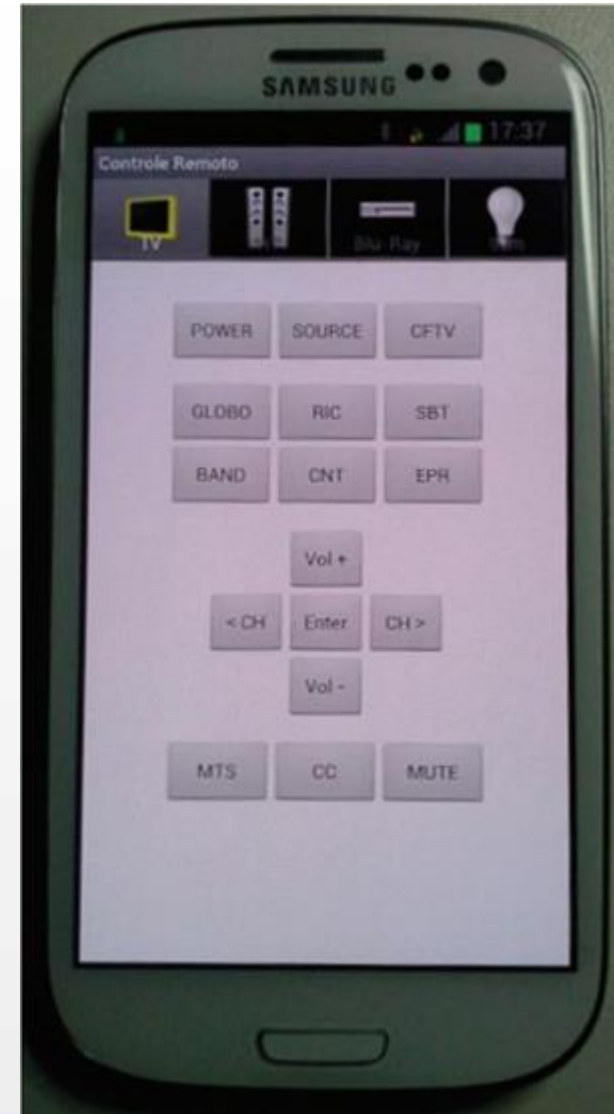 SAMSUNG
17:37
Controle Remoto
TV Blu-Ray
POWER SOURCE CFTV
GLOBO RIC SBT
BAND CNT EPR
Vol +
< CH Enter CH >
Vol -
MTS CC MUTE